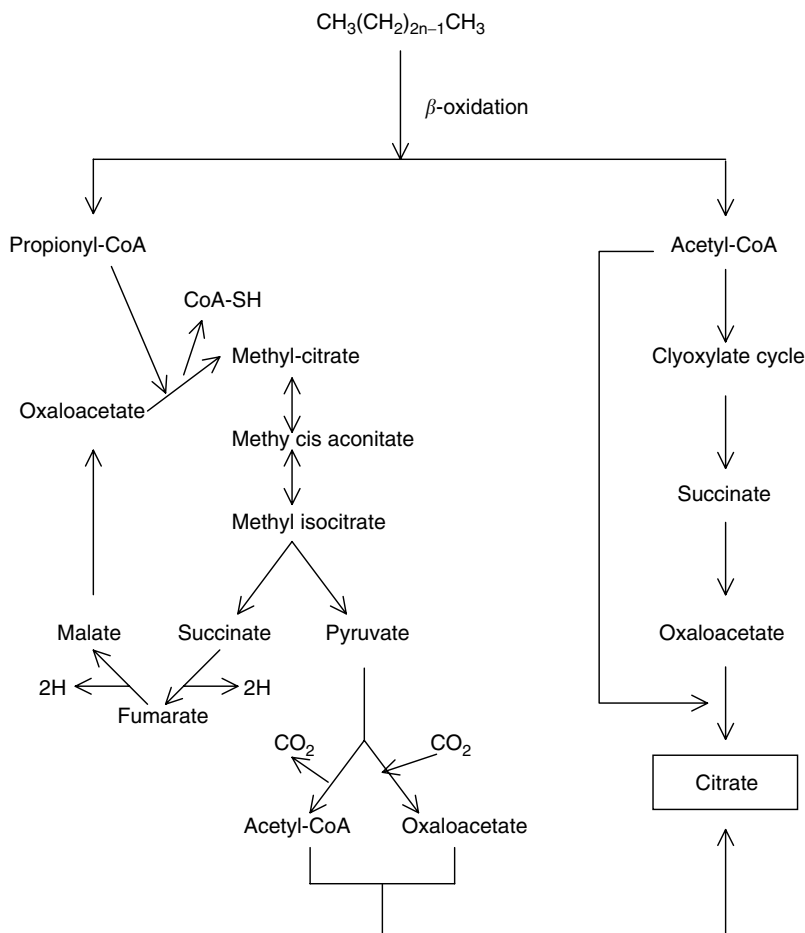 CH3(CH2)2n–1CH3
β-oxidation
Propionyl-CoA
Acetyl-CoA
CoA-SH
Methyl-citrate
Clyoxylate cycle
Oxaloacetate
Methy cis aconitate
Succinate
Methyl isocitrate
Malate
Succinate
Pyruvate
Oxaloacetate
2H
2H
Fumarate
CO2
CO2
Citrate
Acetyl-CoA
Oxaloacetate